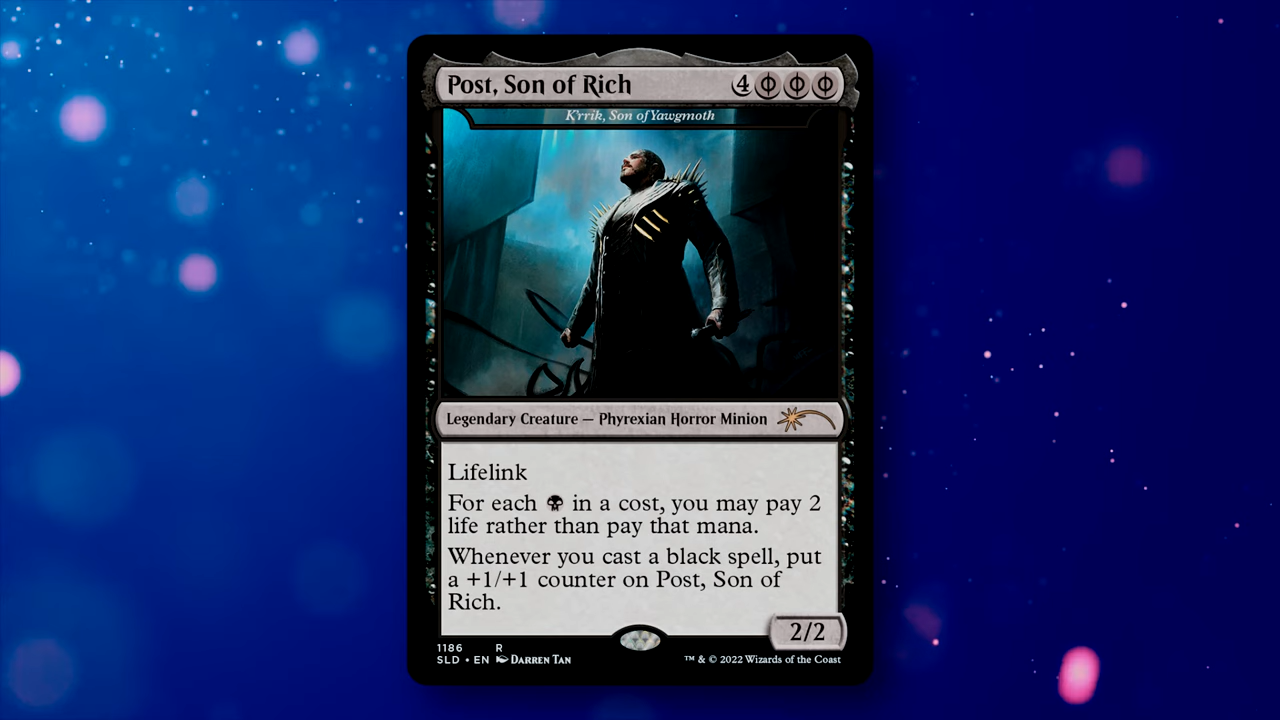 Post, Son of Rich 4
K'rrik, Son of Yawgmoth
Legendary Creature — Phyrexian Horror Minion
Lifelink
For each in a cost, you may pay 2
life rather than pay that mana.
Whenever you cast a black spell, put
a +1/+1 counter on Post, Son of
Rich.
2/2
1186 R
SLD • EN DARREN TAN
™ & © 2022 Wizards of the Coast